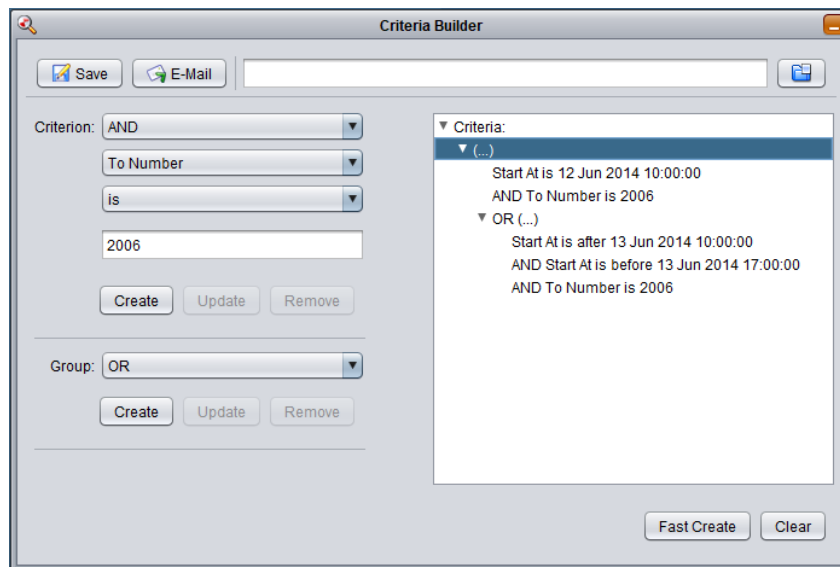 Criteria Builder
Save
E-Mail
Criterion:
AND
To Number
is
2006
Create
Update
Remove
Group:
OR
Create
Update
Remove
Criteria:
(...)
Start At is 12 Jun 2014 10:00:00
AND To Number is 2006
OR (...)
Start At is after 13 Jun 2014 10:00:00
AND Start At is before 13 Jun 2014 17:00:00
AND To Number is 2006
Fast Create
Clear